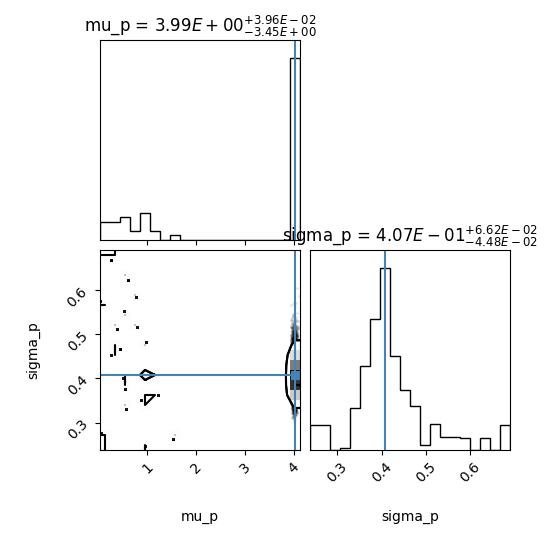 mu_p = 3.99E + 00+3.96E−02−3.45E+00
sigma_p = 4.07E − 01+6.62E−02−4.48E−02
0.6
0.5
0.4
0.3
sigma_p
1 2 3 4
0.3 0.4 0.5 0.6
mu_p
sigma_p